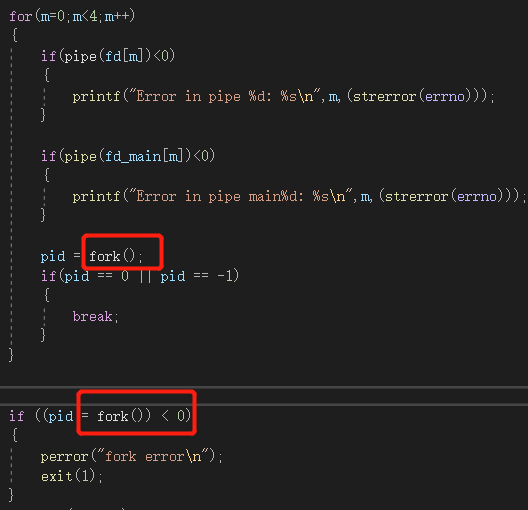 for(m=0;m<4;m++)
{
if(pipe(fd[m])<0)
{
printf("Error in pipe %d: %s\n",m,(strerror(errno)));
}
if(pipe(fd_main[m])<0)
{
printf("Error in pipe main%d: %s\n",m,(strerror(errno)));
}
pid = fork();
if(pid == 0 || pid == -1)
{
break;
}
}
if ((pid = fork()) < 0)
{
perror("fork error\n");
exit(1);
}